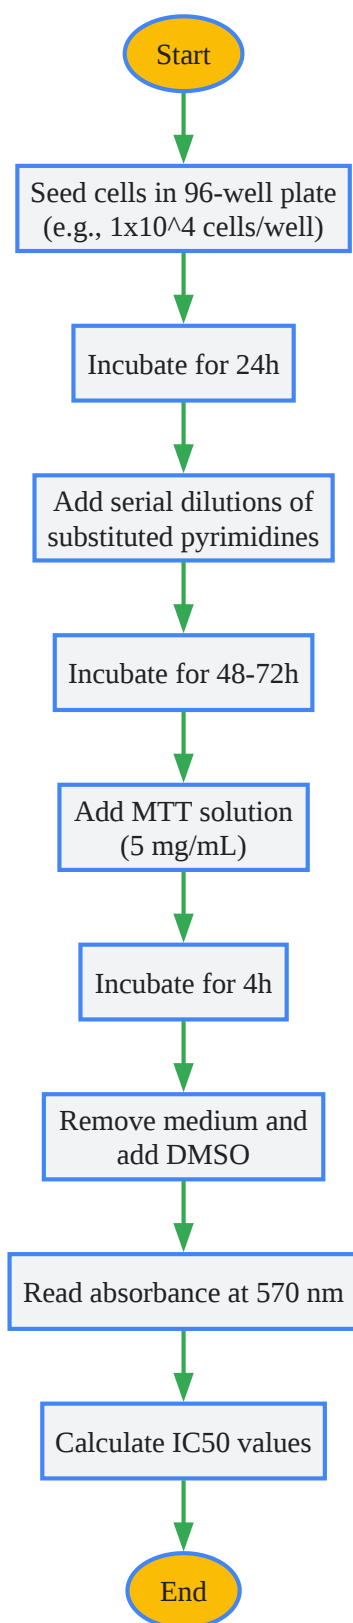 Start
Seed cells in 96-well plate
(e.g., 1x10^4 cells/well)
Incubate for 24h
Add serial dilutions of
substituted pyrimidines
Incubate for 48-72h
Add MTT solution
(5 mg/mL)
Incubate for 4h
Remove medium and
add DMSO
Read absorbance at 570 nm
Calculate IC50 values
End